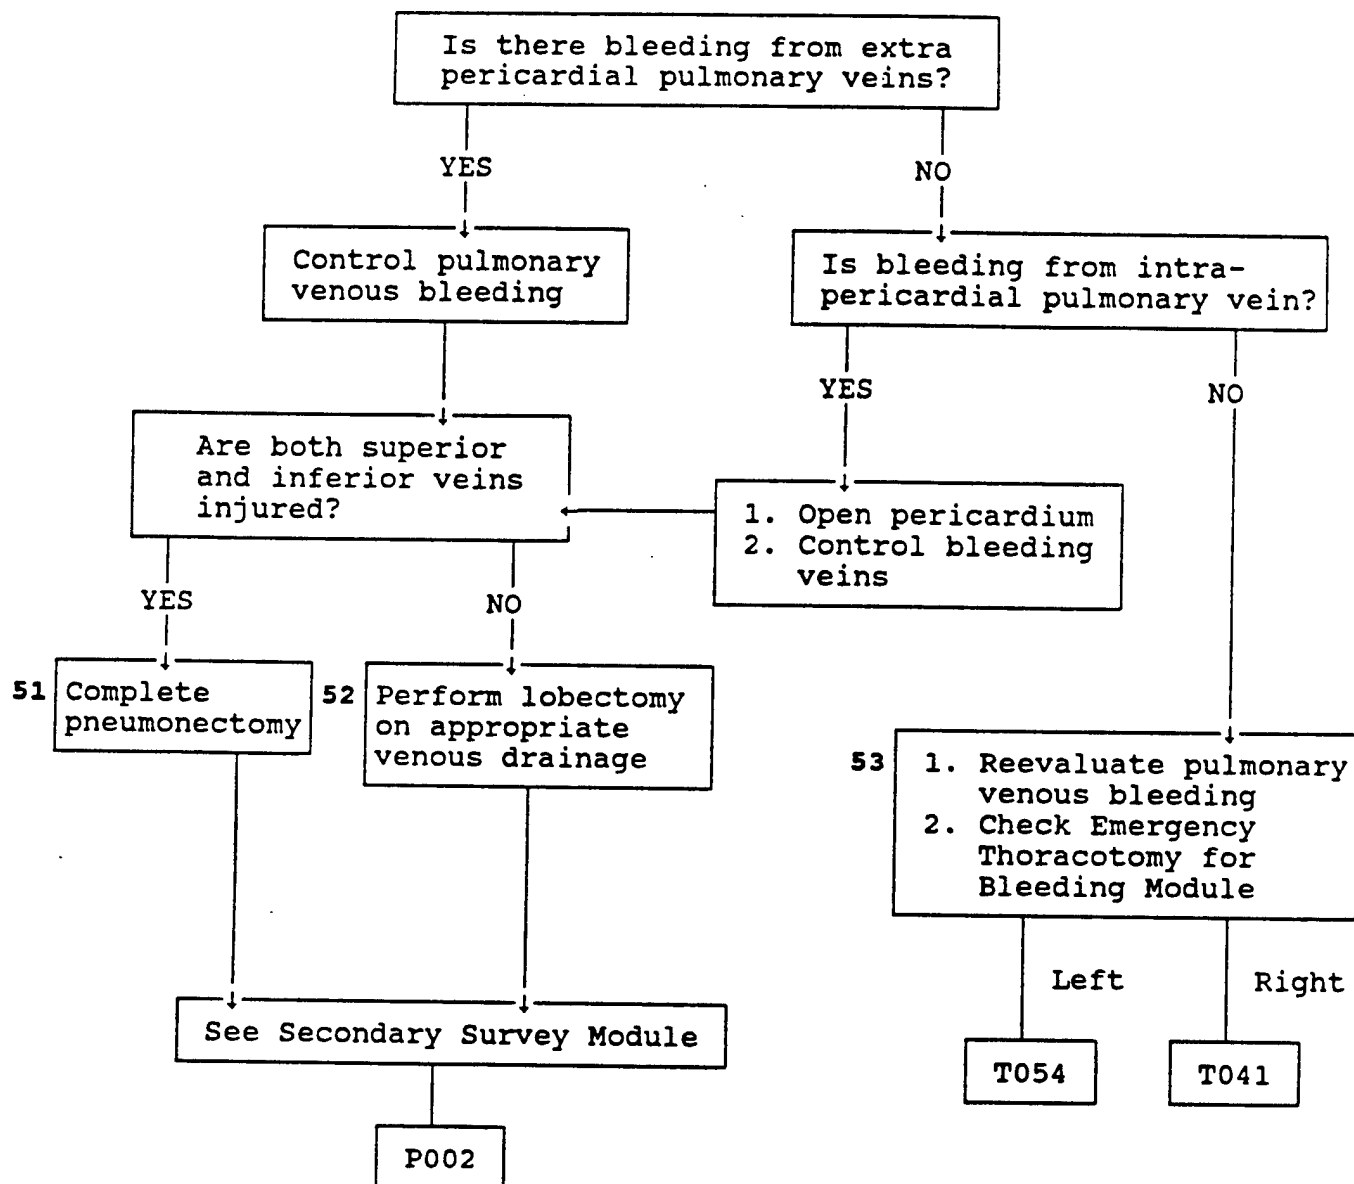 Is there bleeding from extra
pericardial pulmonary veins?
YES
NO
Control pulmonary
venous bleeding
Is bleeding from intra-
pericardial pulmonary vein?
YES
NO
Are both superior
and inferior veins
injured?
1. Open pericardium
2. Control bleeding
veins
YES
NO
51 Complete
pneumonectomy
52 Perform lobectomy
on appropriate
venous drainage
53 1. Reevaluate pulmonary
venous bleeding
2. Check Emergency
Thoracotomy for
Bleeding Module
Left
Right
See Secondary Survey Module
T054
T041
P002